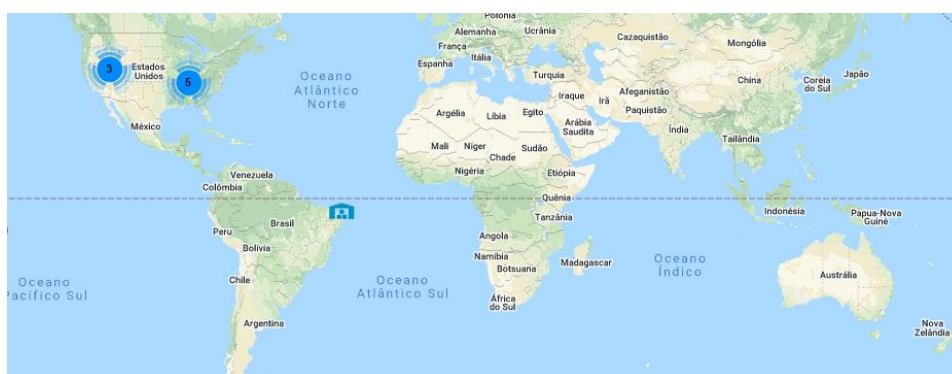 Polônia
Alemanha
Ucrânia
França
Cazaquistão
Mongólia
Espanha
Itália
Turquia
China
Coreia
do Sul
Japão
3
5
Estados
Unidos
Oceano
Atlântico
Norte
Iraque
Irã
Afeganistão
Paquistão
México
Argélia
Líbia
Egito
Arábia
Saudita
Índia
Tailândia
Mali
Níger
Chade
Sudão
Venezuela
Colômbia
Nigéria
Etiópia
Quênia
Brasil
Peru
Tanzânia
Indonésia
Papua-Nova
Guiné
Bolívia
Angola
Namíbia
Botsuana
Madagascar
Oceano
Índico
Chile
Oceano
Pacífico Sul
Oceano
Atlântico Sul
África
do Sul
Austrália
Argentina
Nova
Zelândia